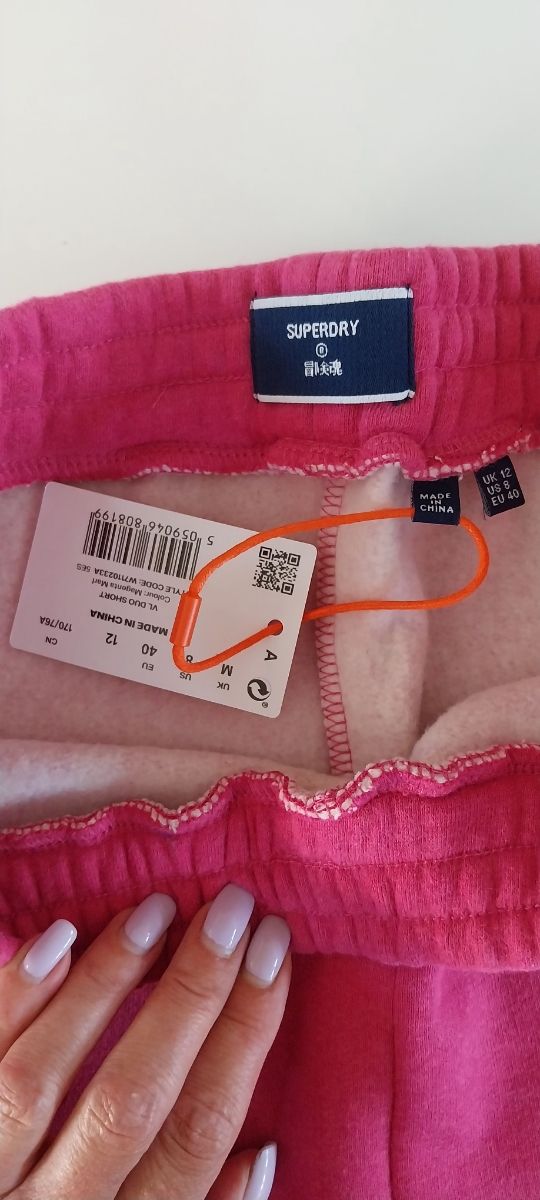 SUPERDRY
®
冒険魂
MADE
IN
CHINA
UK 12
US 8
EU 40
UK US EU CN
M 8 40 12 170/76A
A
MADE IN CHINA
VL DUO SHORT
Colour: Magenta Marl
TYLE CODE: W7110233A 5ES
5 059046 808199